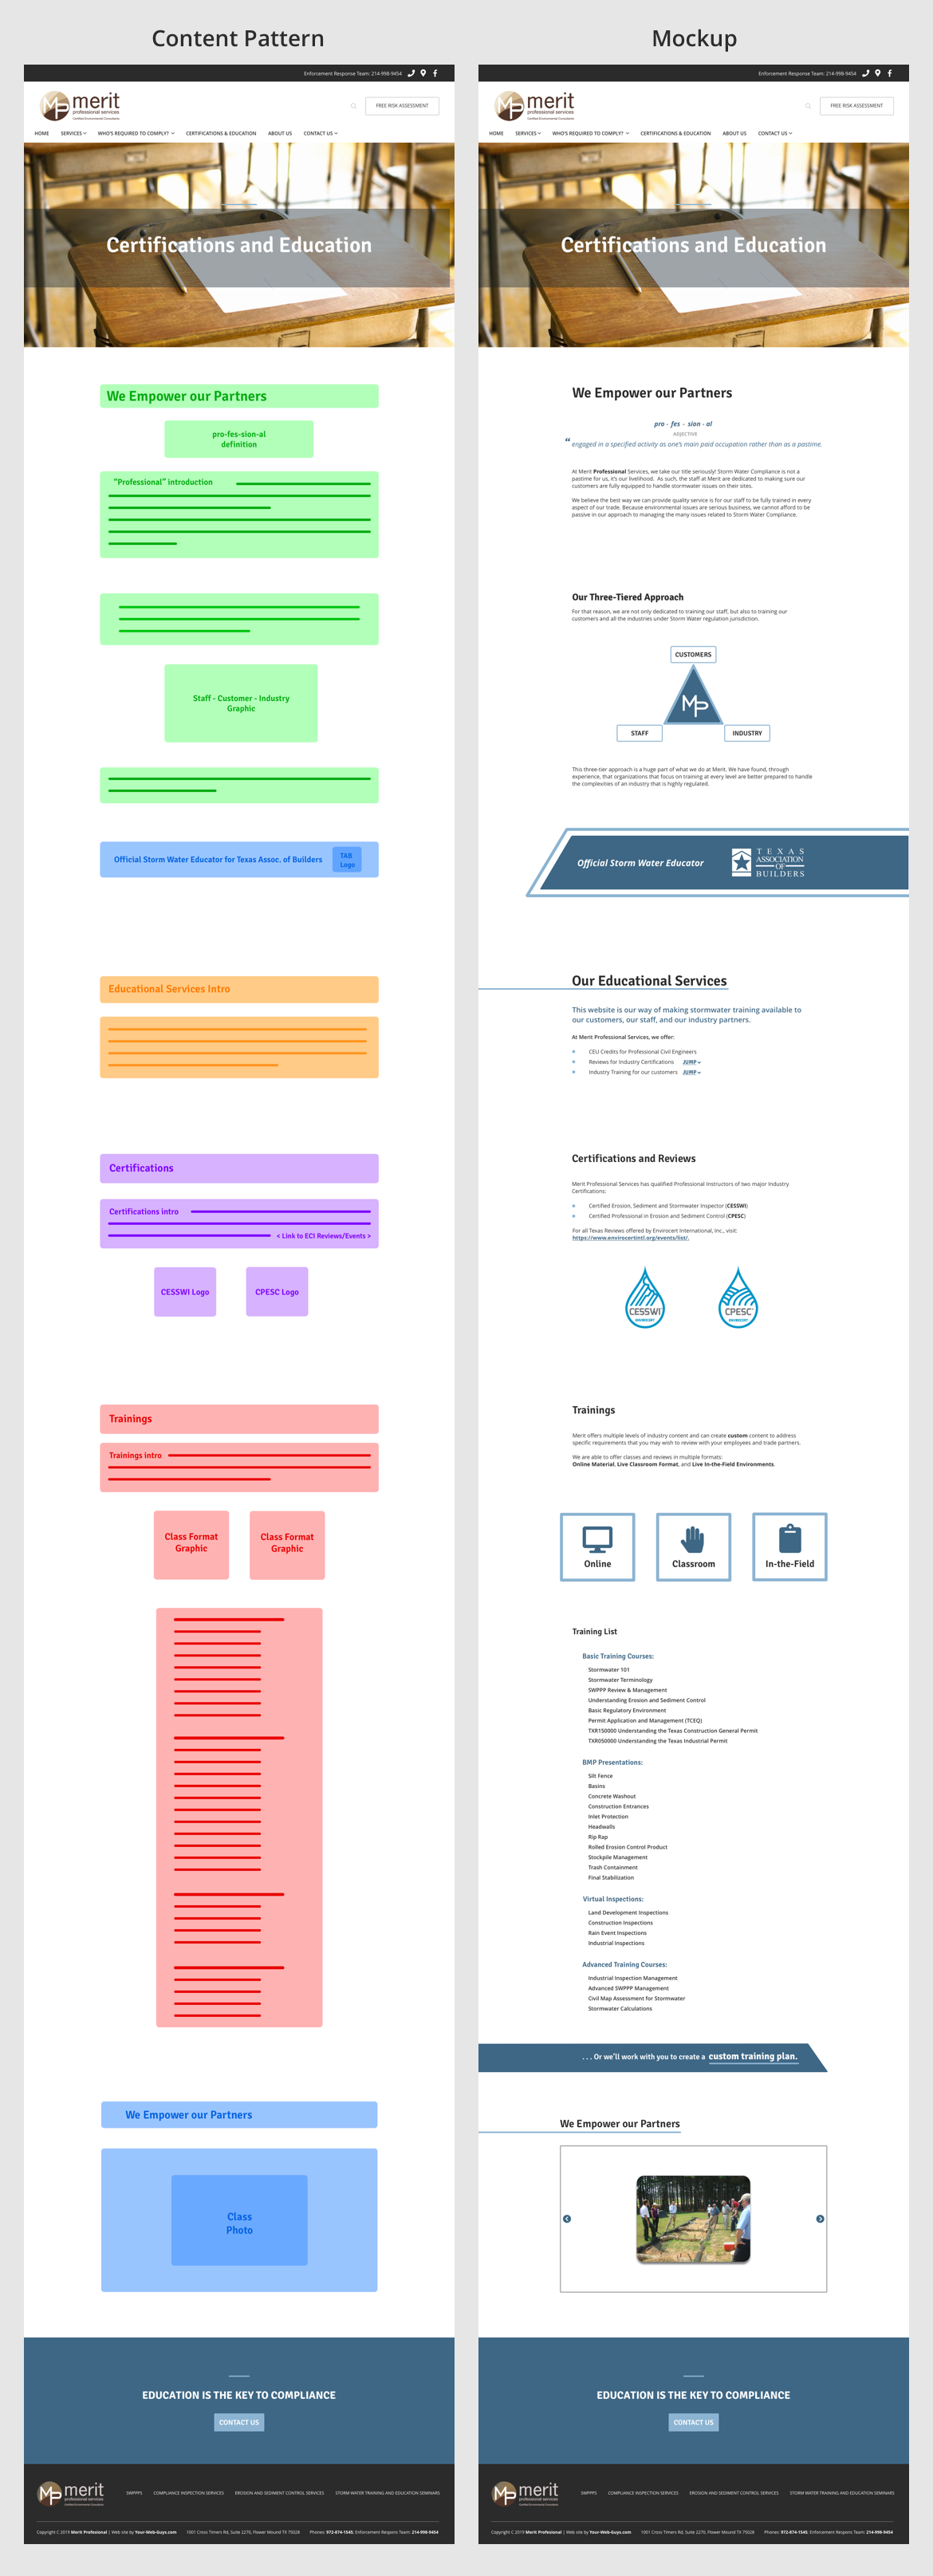 Content Pattern
Enforcement Response Team: 214-998-9454
merit
professional services
Certified Environmental Consultants
FREE RISK ASSESSMENT
HOME SERVICES WHO'S REQUIRED TO COMPLY? CERTIFICATIONS & EDUCATION ABOUT US CONTACT US
Certifications and Education
We Empower our Partners
pro-fes-sion-al
definition
"Professional" introduction
Staff - Customer - Industry
Graphic
Official Storm Water Educator for Texas Assoc. of Builders
TAB
Logo
Educational Services Intro
Certifications
Certifications intro
< Link to ECI Reviews/Events >
CESSWI Logo
CPESC Logo
Trainings
Trainings intro
Class Format
Graphic
Class Format
Graphic
We Empower our Partners
Class
Photo
EDUCATION IS THE KEY TO COMPLIANCE
CONTACT US
MP merit
professional services
Certified Environmental Consultants
SWPPPS COMPLIANCE INSPECTION SERVICES EROSION AND SEDIMENT CONTROL SERVICES STORM WATER TRAINING AND EDUCATION SEMINARS
Copyright © 2019 Merit Profesional | Web site by Your-Web-Guys.com 1001 Cross Timers Rd, Suite 2270, Flower Mound TX 75028 Phones: 972-874-1549, Enforcement Respons Team: 214-998-9454
Mockup
Enforcement Response Team: 214-998-9454
MP merit
professional services
Certified Environmental Consultants
FREE RISK ASSESSMENT
HOME SERVICES WHO'S REQUIRED TO COMPLY? CERTIFICATIONS & EDUCATION ABOUT US CONTACT US
Certifications and Education
We Empower our Partners
pro - fes - sion - al
ADJECTIVE
“ engaged in a specified activity as one's main paid occupation rather than as a pastime.
At Merit Professional Services, we take our title seriously! Storm Water Compliance is not a
pastime for us, it's our livelihood. As such, the staff at Merit are dedicated to making sure our
customers are fully equipped to handle stormwater issues on their sites.
We believe the best way we can provide quality service is for our staff to be fully trained in every
aspect of our trade. Because environmental issues are serious business, we cannot afford to be
passive in our approach to managing the many issues related to Storm Water Compliance.
Our Three-Tiered Approach
For that reason, we are not only dedicated to training our staff, but also to training our
customers and all the industries under Storm Water regulation jurisdiction.
CUSTOMERS
MP
STAFF
INDUSTRY
This three-tier approach is a huge part of what we do at Merit. We have found, through
experience, that organizations that focus on training at every level are better prepared to handle
the complexities of an industry that is highly regulated.
Official Storm Water Educator
TEXAS
ASSOCIATION
OF
BUILDERS
Our Educational Services
This website is our way of making stormwater training available to
our customers, our staff, and our industry partners.
At Merit Professional Services, we offer:
CEU Credits for Professional Civil Engineers
Reviews for Industry Certifications JUMP
Industry Training for our customers JUMP
Certifications and Reviews
Merit Professional Services has qualified Professional Instructors of two major Industry
Certifications:
Certified Erosion, Sediment and Stormwater Inspector (CESSWI)
Certified Professional in Erosion and Sediment Control (CPESC)
For all Texas Reviews offered by Envirocert International, Inc., visit:
https://www.envirocertintl.org/events/list/.
CESSWI
ENVIROCERT
CPESC
ENVIROCERT
Trainings
Merit offers multiple levels of industry content and can create custom content to address
specific requirements that you may wish to review with your employees and trade partners.
We are able to offer classes and reviews in multiple formats:
Online Material, Live Classroom Format, and Live In-the-Field Environments.
Online
Classroom
In-the-Field
Training List
Basic Training Courses:
Stormwater 101
Stormwater Terminology
SWPPP Review & Management
Understanding Erosion and Sediment Control
Basic Regulatory Environment
Permit Application and Management (TCEQ)
TXR150000 Understanding the Texas Construction General Permit
TXR050000 Understanding the Texas Industrial Permit
BMP Presentations:
Silt Fence
Basins
Concrete Washout
Construction Entrances
Inlet Protection
Headwalls
Rip Rap
Rolled Erosion Control Product
Stockpile Management
Trash Containment
Final Stabilization
Virtual Inspections:
Land Development Inspections
Construction Inspections
Rain Event Inspections
Industrial Inspections
Advanced Training Courses:
Industrial Inspection Management
Advanced SWPPP Management
Civil Map Assessment for Stormwater
Stormwater Calculations
. . . Or we'll work with you to create a custom training plan.
We Empower our Partners
EDUCATION IS THE KEY TO COMPLIANCE
CONTACT US
MP merit
professional services
Certified Environmental Consultants
SWPPPS COMPLIANCE INSPECTION SERVICES EROSION AND SEDIMENT CONTROL SERVICES STORM WATER TRAINING AND EDUCATION SEMINARS
Copyright © 2019 Merit Profesional | Web site by Your-Web-Guys.com 1001 Cross Timers Rd, Suite 2270, Flower Mound TX 75028 Phones: 972-874-1549, Enforcement Respons Team: 214-998-9454